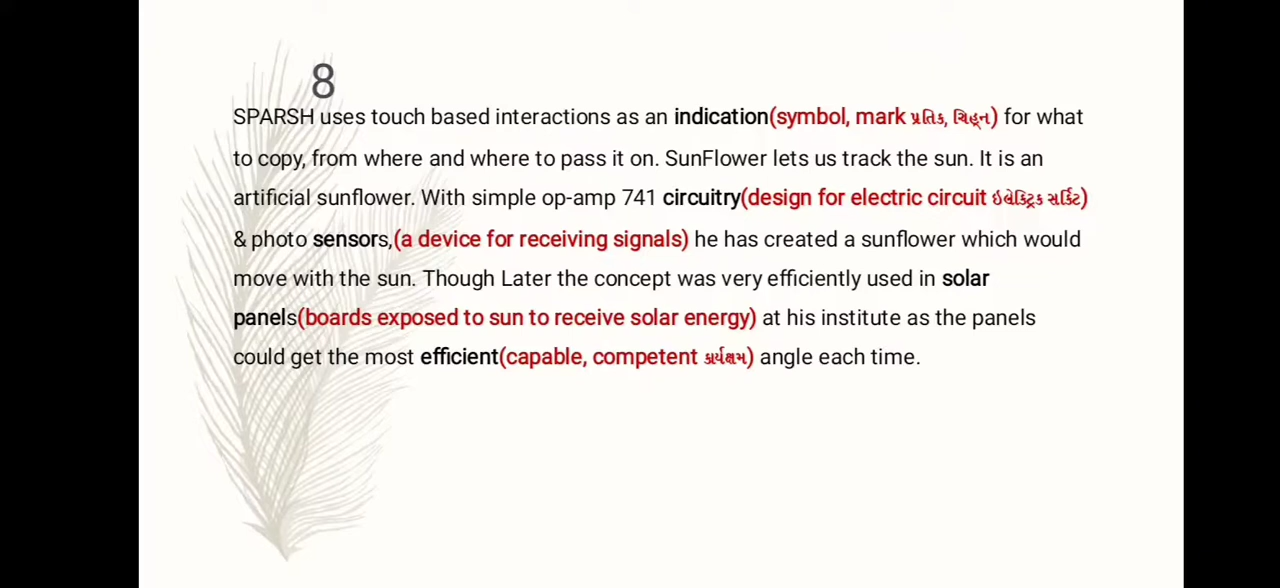 8
SPARSH uses touch based interactions as an indication(symbol, mark પ્રતિક, ચિહ્ન) for what
to copy, from where and where to pass it on. SunFlower lets us track the sun. It is an
artificial sunflower. With simple op-amp 741 circuitry(design for electric circuit ઇલેક્ટ્રિક સર્કિટ)
& photo sensors,(a device for receiving signals) he has created a sunflower which would
move with the sun. Though Later the concept was very efficiently used in solar
panels(boards exposed to sun to receive solar energy) at his institute as the panels
could get the most efficient(capable, competent કાર્યક્ષમ) angle each time.